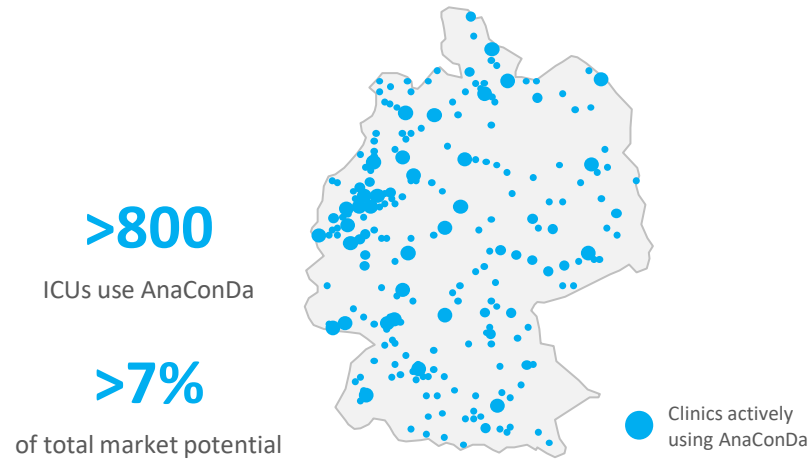 >800
ICUs use AnaConDa
>7%
of total market potential
Clinics actively
using AnaConDa